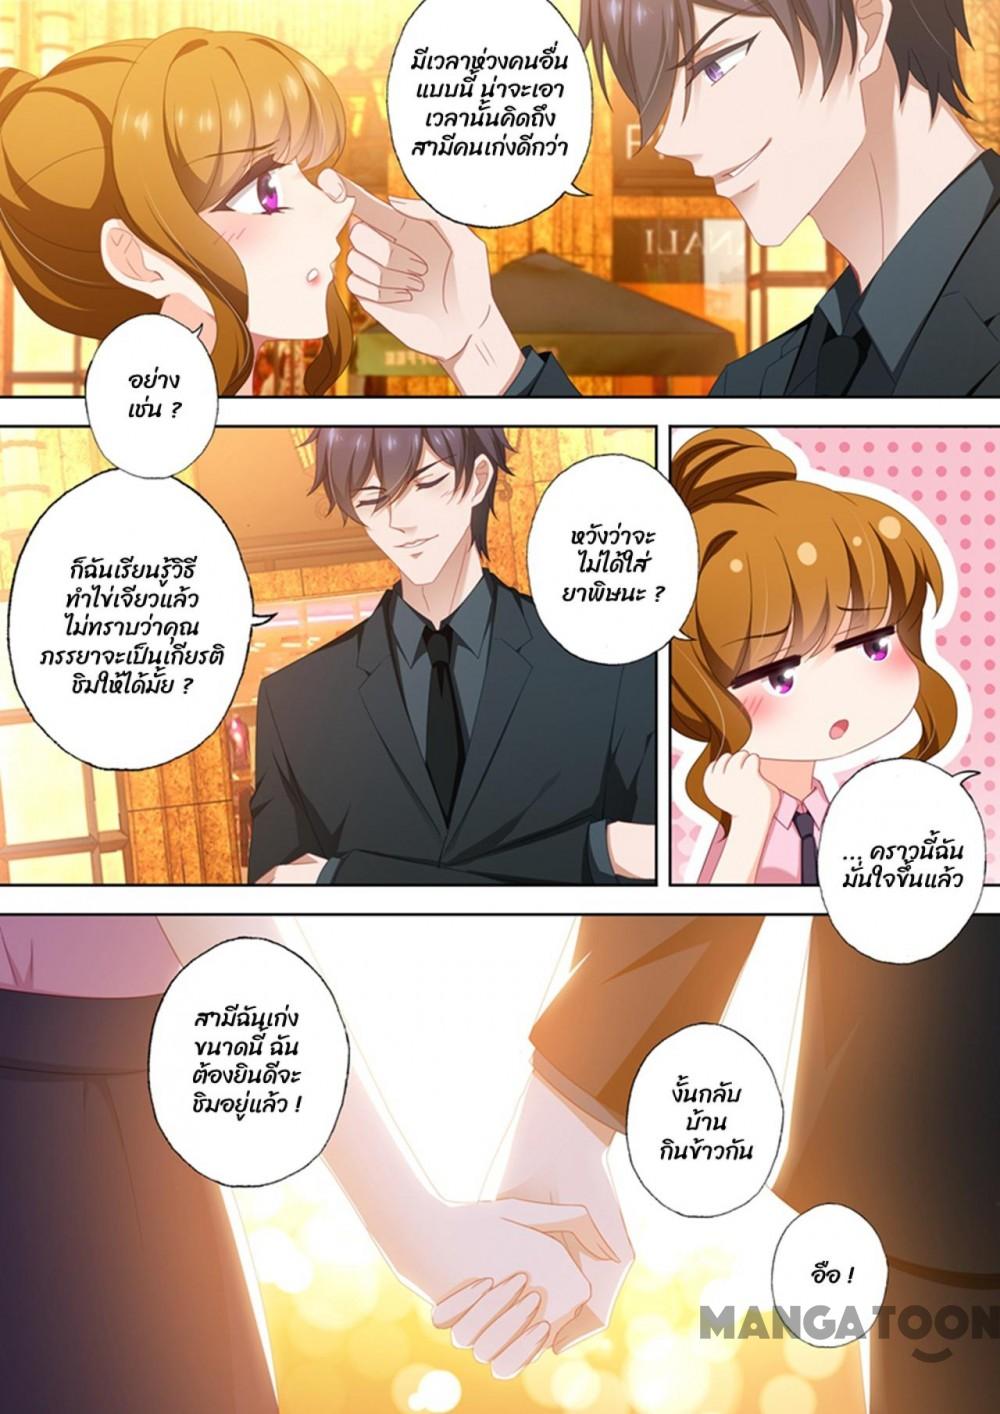 มีเวลาห่วงคนอื่น
แบบนี้ น่าจะเอา
เวลานั้นคิดถึง
สามีคนเก่งดีกว่า
อย่าง
เช่น ?
ก็ฉันเรียนรู้วิธี
ทำไข่เจียวแล้ว
ไม่ทราบว่าคุณ
ภรรยาจะเป็นเกียรติ
ชิมให้ได้มั้ย ?
หวังว่าจะ
ไม่ได้ใส่
ยาพิษนะ ?
... คราวนี้ฉัน
มั่นใจขึ้นแล้ว
สามีฉันเก่ง
ขนาดนี้ ฉัน
ต้องยินดีจะ
ชิมอยู่แล้ว !
งั้นกลับ
บ้าน
กินข้าวกัน
อือ !
MANGATOON